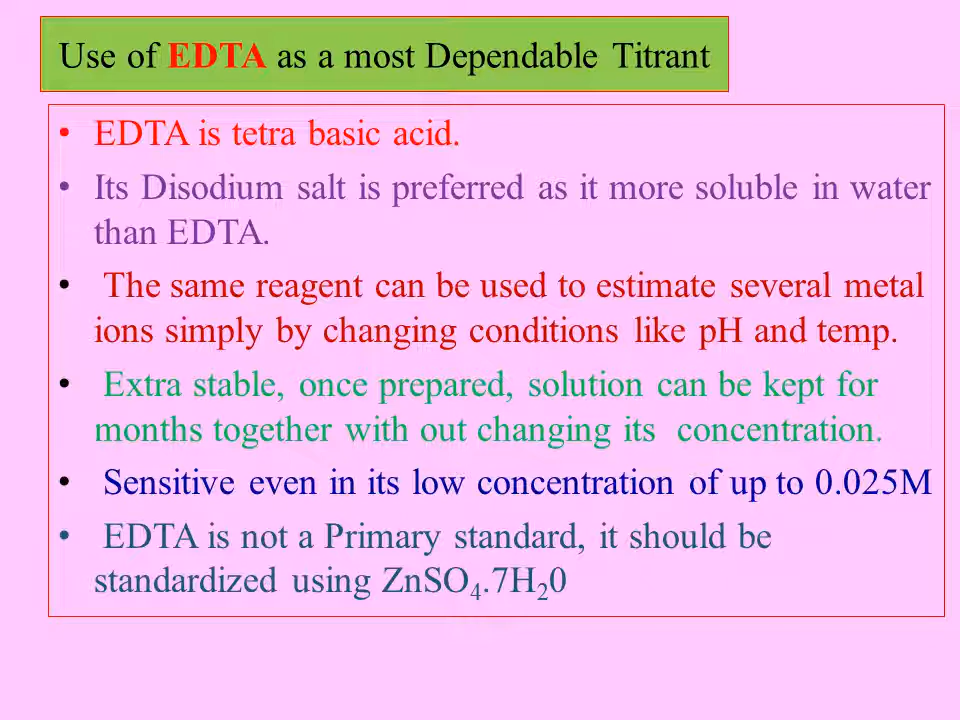 Use of EDTA as a most Dependable Titrant
• EDTA is tetra basic acid.
• Its Disodium salt is preferred as it more soluble in water
than EDTA.
• The same reagent can be used to estimate several metal
ions simply by changing conditions like pH and temp.
• Extra stable, once prepared, solution can be kept for
months together with out changing its concentration.
• Sensitive even in its low concentration of up to 0.025M
• EDTA is not a Primary standard, it should be
standardized using ZnSO₄.7H₂0